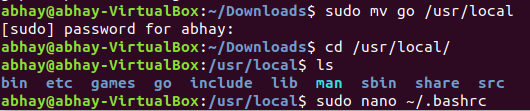 abhay@abhay-VirtualBox:~/Downloads$ sudo mv go /usr/local
[sudo] password for abhay:
abhay@abhay-VirtualBox:~/Downloads$ cd /usr/local/
abhay@abhay-VirtualBox:/usr/local$ ls
bin etc games go include lib man sbin share src
abhay@abhay-VirtualBox:/usr/local$ sudo nano ~/.bashrc